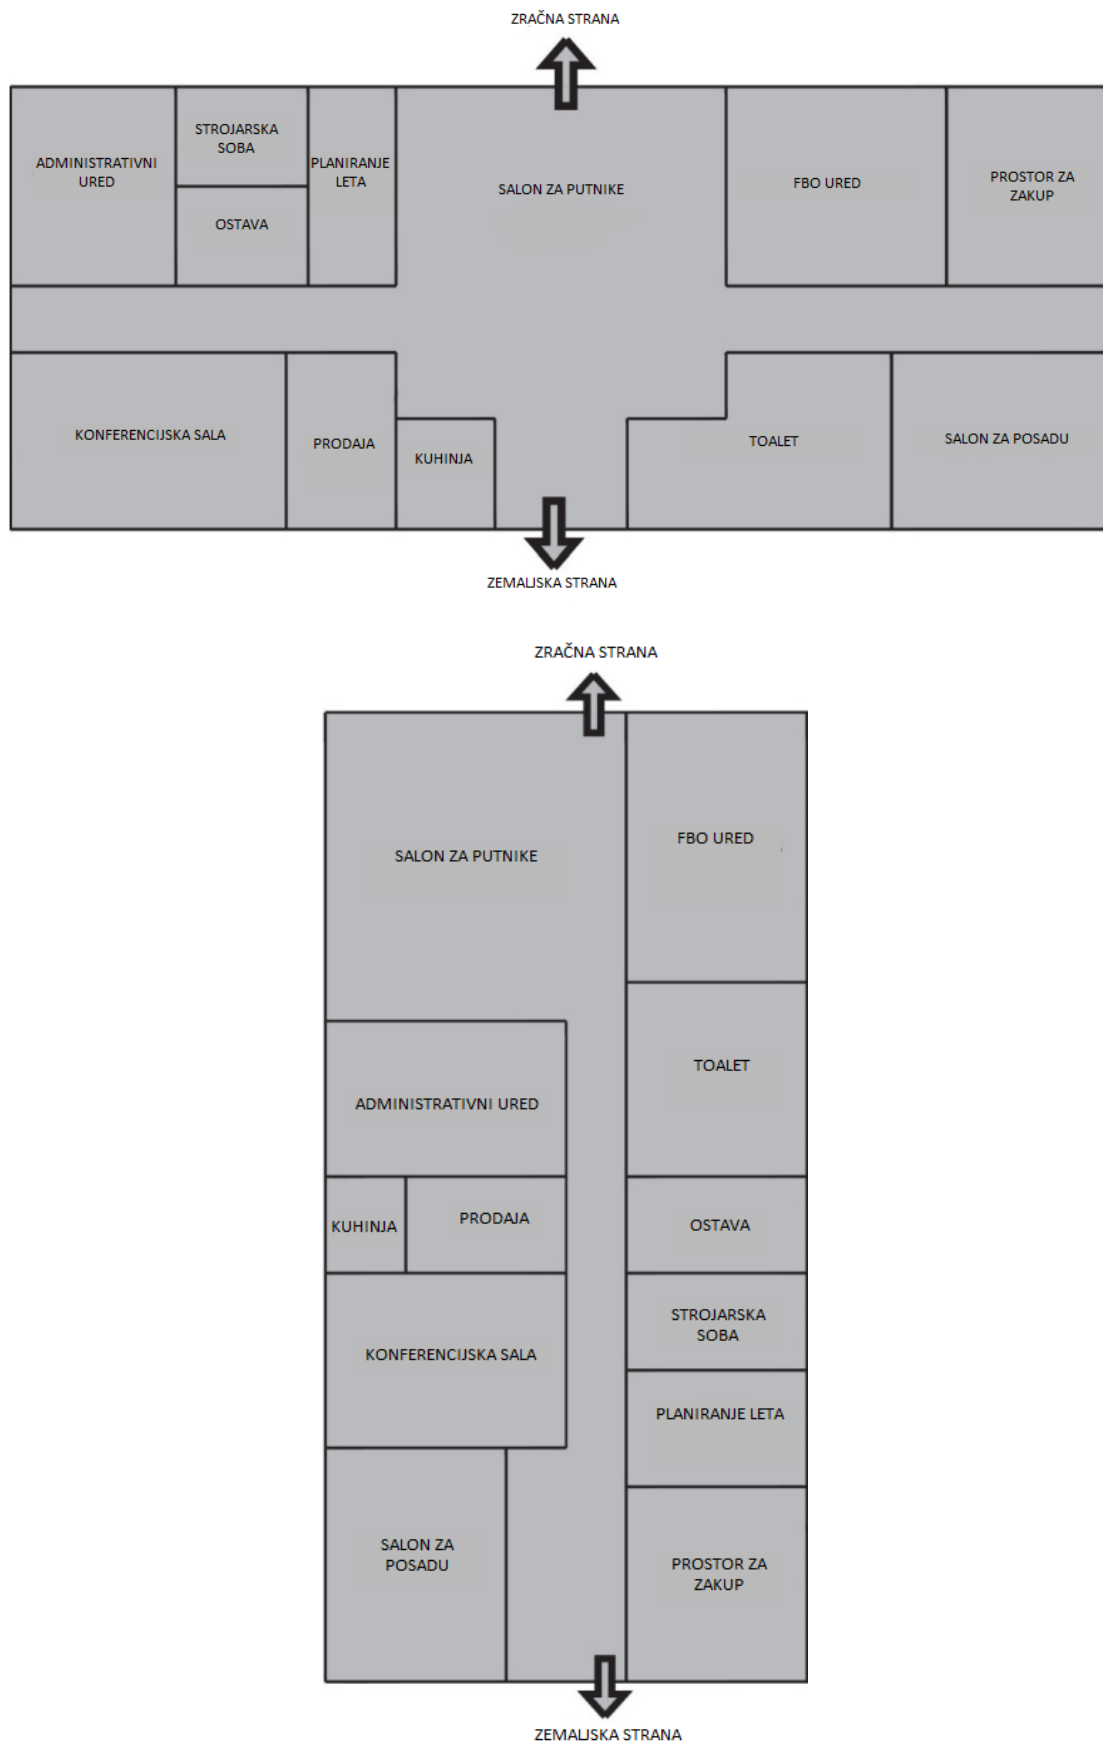 ZRAČNA STRANA
ADMINISTRATIVNI
URED
STROJARSKA
SOBA
OSTAVA
PLANIRANJE
LETA
SALON ZA PUTNIKE
FBO URED
PROSTOR ZA
ZAKUP
KONFERENCIJSKA SALA
PRODAJA
KUHINJA
TOALET
SALON ZA POSADU
ZEMALJSKA STRANA
ZRAČNA STRANA
SALON ZA PUTNIKE
FBO URED
TOALET
ADMINISTRATIVNI URED
KUHINJA
PRODAJA
OSTAVA
STROJARSKA
SOBA
KONFERENCIJSKA SALA
PLANIRANJE LETA
SALON ZA
POSADU
PROSTOR ZA
ZAKUP
ZEMALJSKA STRANA